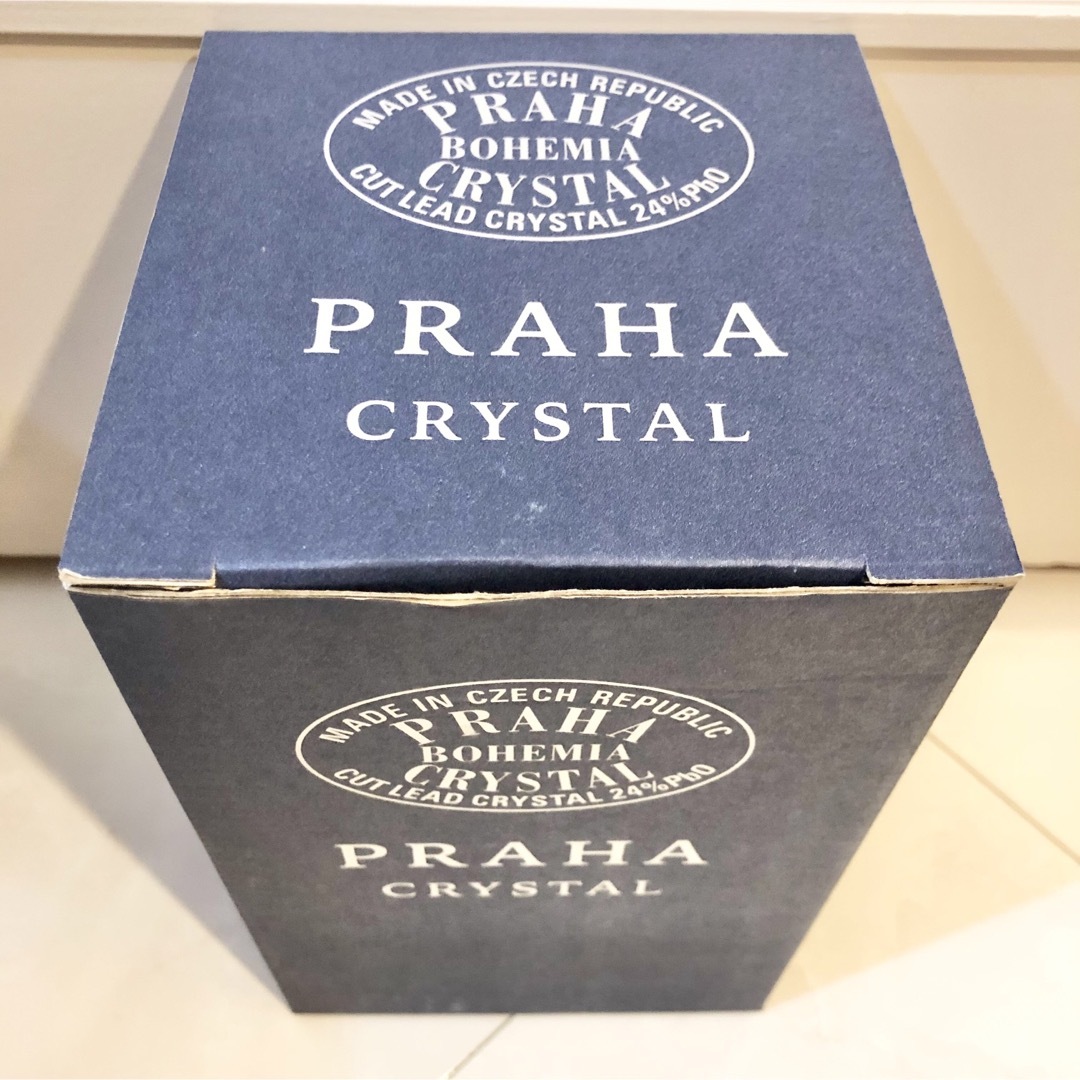 MADE IN CZECH REPUBLIC
PRAHA
BOHEMIA
CRYSTAL
CUT LEAD CRYSTAL 24%PbO
PRAHA
CRYSTAL
MADE IN CZECH REPUBLIC
PRAHA
BOHEMIA
CRYSTAL
CUT LEAD CRYSTAL 24%PbO
PRAHA
CRYSTAL